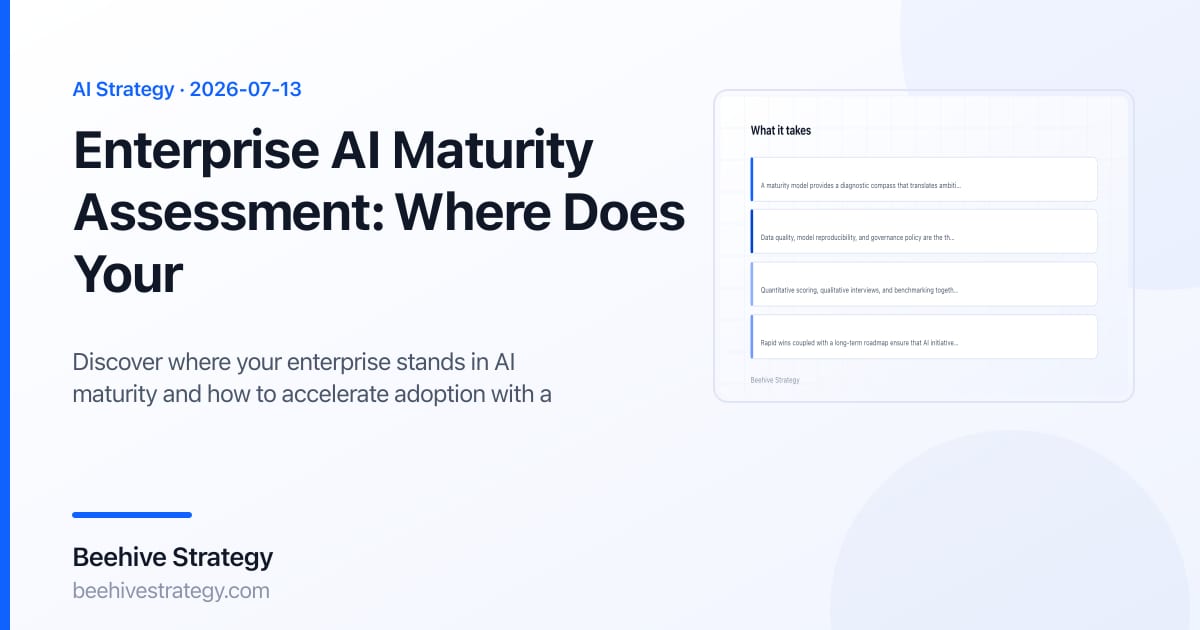 AI Strategy · 2026-07-13
Enterprise AI Maturity
Assessment: Where Does
Your
Discover where your enterprise stands in AI
maturity and how to accelerate adoption with a
Beehive Strategy
beehivestrategy.com
What it takes
A maturity model provides a diagnostic compass that translates ambiti...
Data quality, model reproducibility, and governance policy are the th...
Quantitative scoring, qualitative interviews, and benchmarking togeth...
Rapid wins coupled with a long-term roadmap ensure that AI initiative...
Beehive Strategy